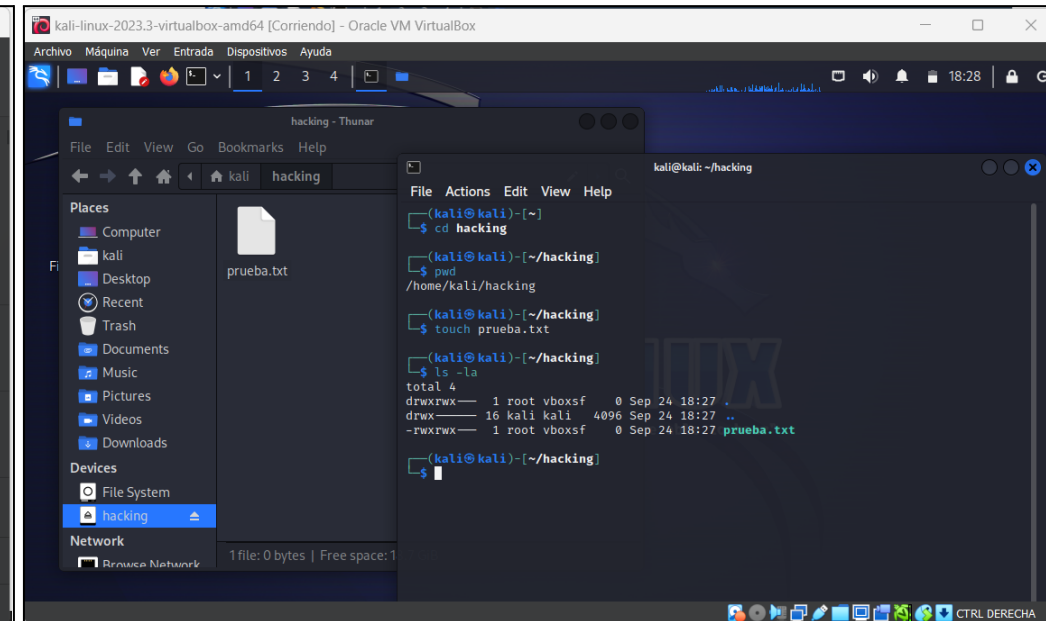 kali-linux-2023.3-virtualbox-amd64 [Corriendo] - Oracle VM VirtualBox
Archivo Máquina Ver Entrada Dispositivos Ayuda
1 2 3 4 18:28
hacking - Thunar
File Edit View Go Bookmarks Help
kali hacking
Places
Computer
kali
Desktop
Recent
Trash
Documents
Music
Pictures
Videos
Downloads
Devices
File System
hacking
Network
Browse Network
prueba.txt
1 file: 0 bytes | Free space: 1
Fi
kali@kali: ~/hacking
File Actions Edit View Help
┌──(kali㉿kali)-[~]
└─$ cd hacking
┌──(kali㉿kali)-[~/hacking]
└─$ pwd
/home/kali/hacking
┌──(kali㉿kali)-[~/hacking]
└─$ touch prueba.txt
┌──(kali㉿kali)-[~/hacking]
└─$ ls -la
total 4
drwxrwx--- 1 root vboxsf 0 Sep 24 18:27 .
drwx------ 16 kali kali 4096 Sep 24 18:27 ..
-rwxrwx--- 1 root vboxsf 0 Sep 24 18:27 prueba.txt
┌──(kali㉿kali)-[~/hacking]
└─$
CTRL DERECHA